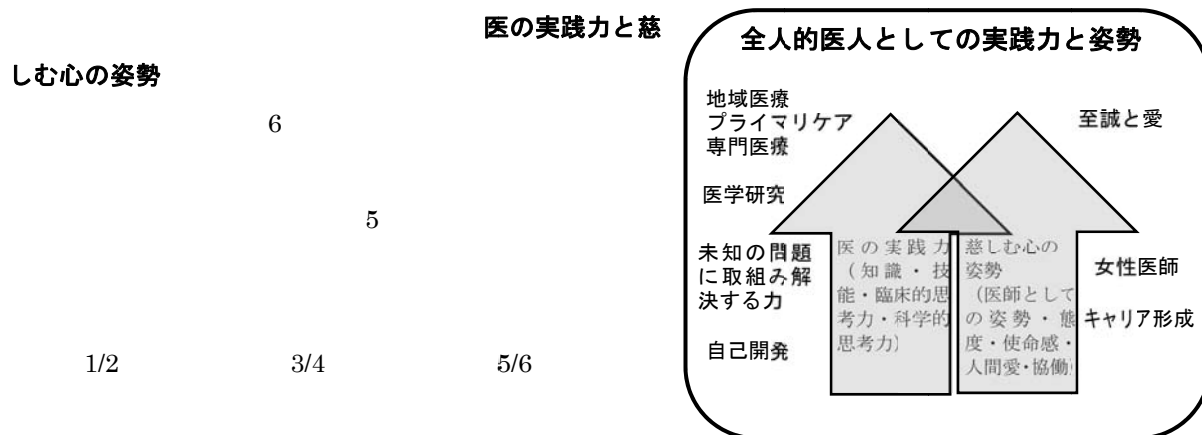 医の実践力と慈
しむ心の姿勢
6
5
1/2 3/4 5/6
全人的医人としての実践力と姿勢
地域医療
プライマリケア
専門医療
医学研究
未知の問題
に取組み解
決する力
自己開発
医の実践力
（知識・技
能・臨床的思
考力・科学的
思考力）
慈しむ心の
姿勢
（医師として
の姿勢・態
度・使命感・
人間愛・協働）
至誠と愛
女性医師
キャリア形成